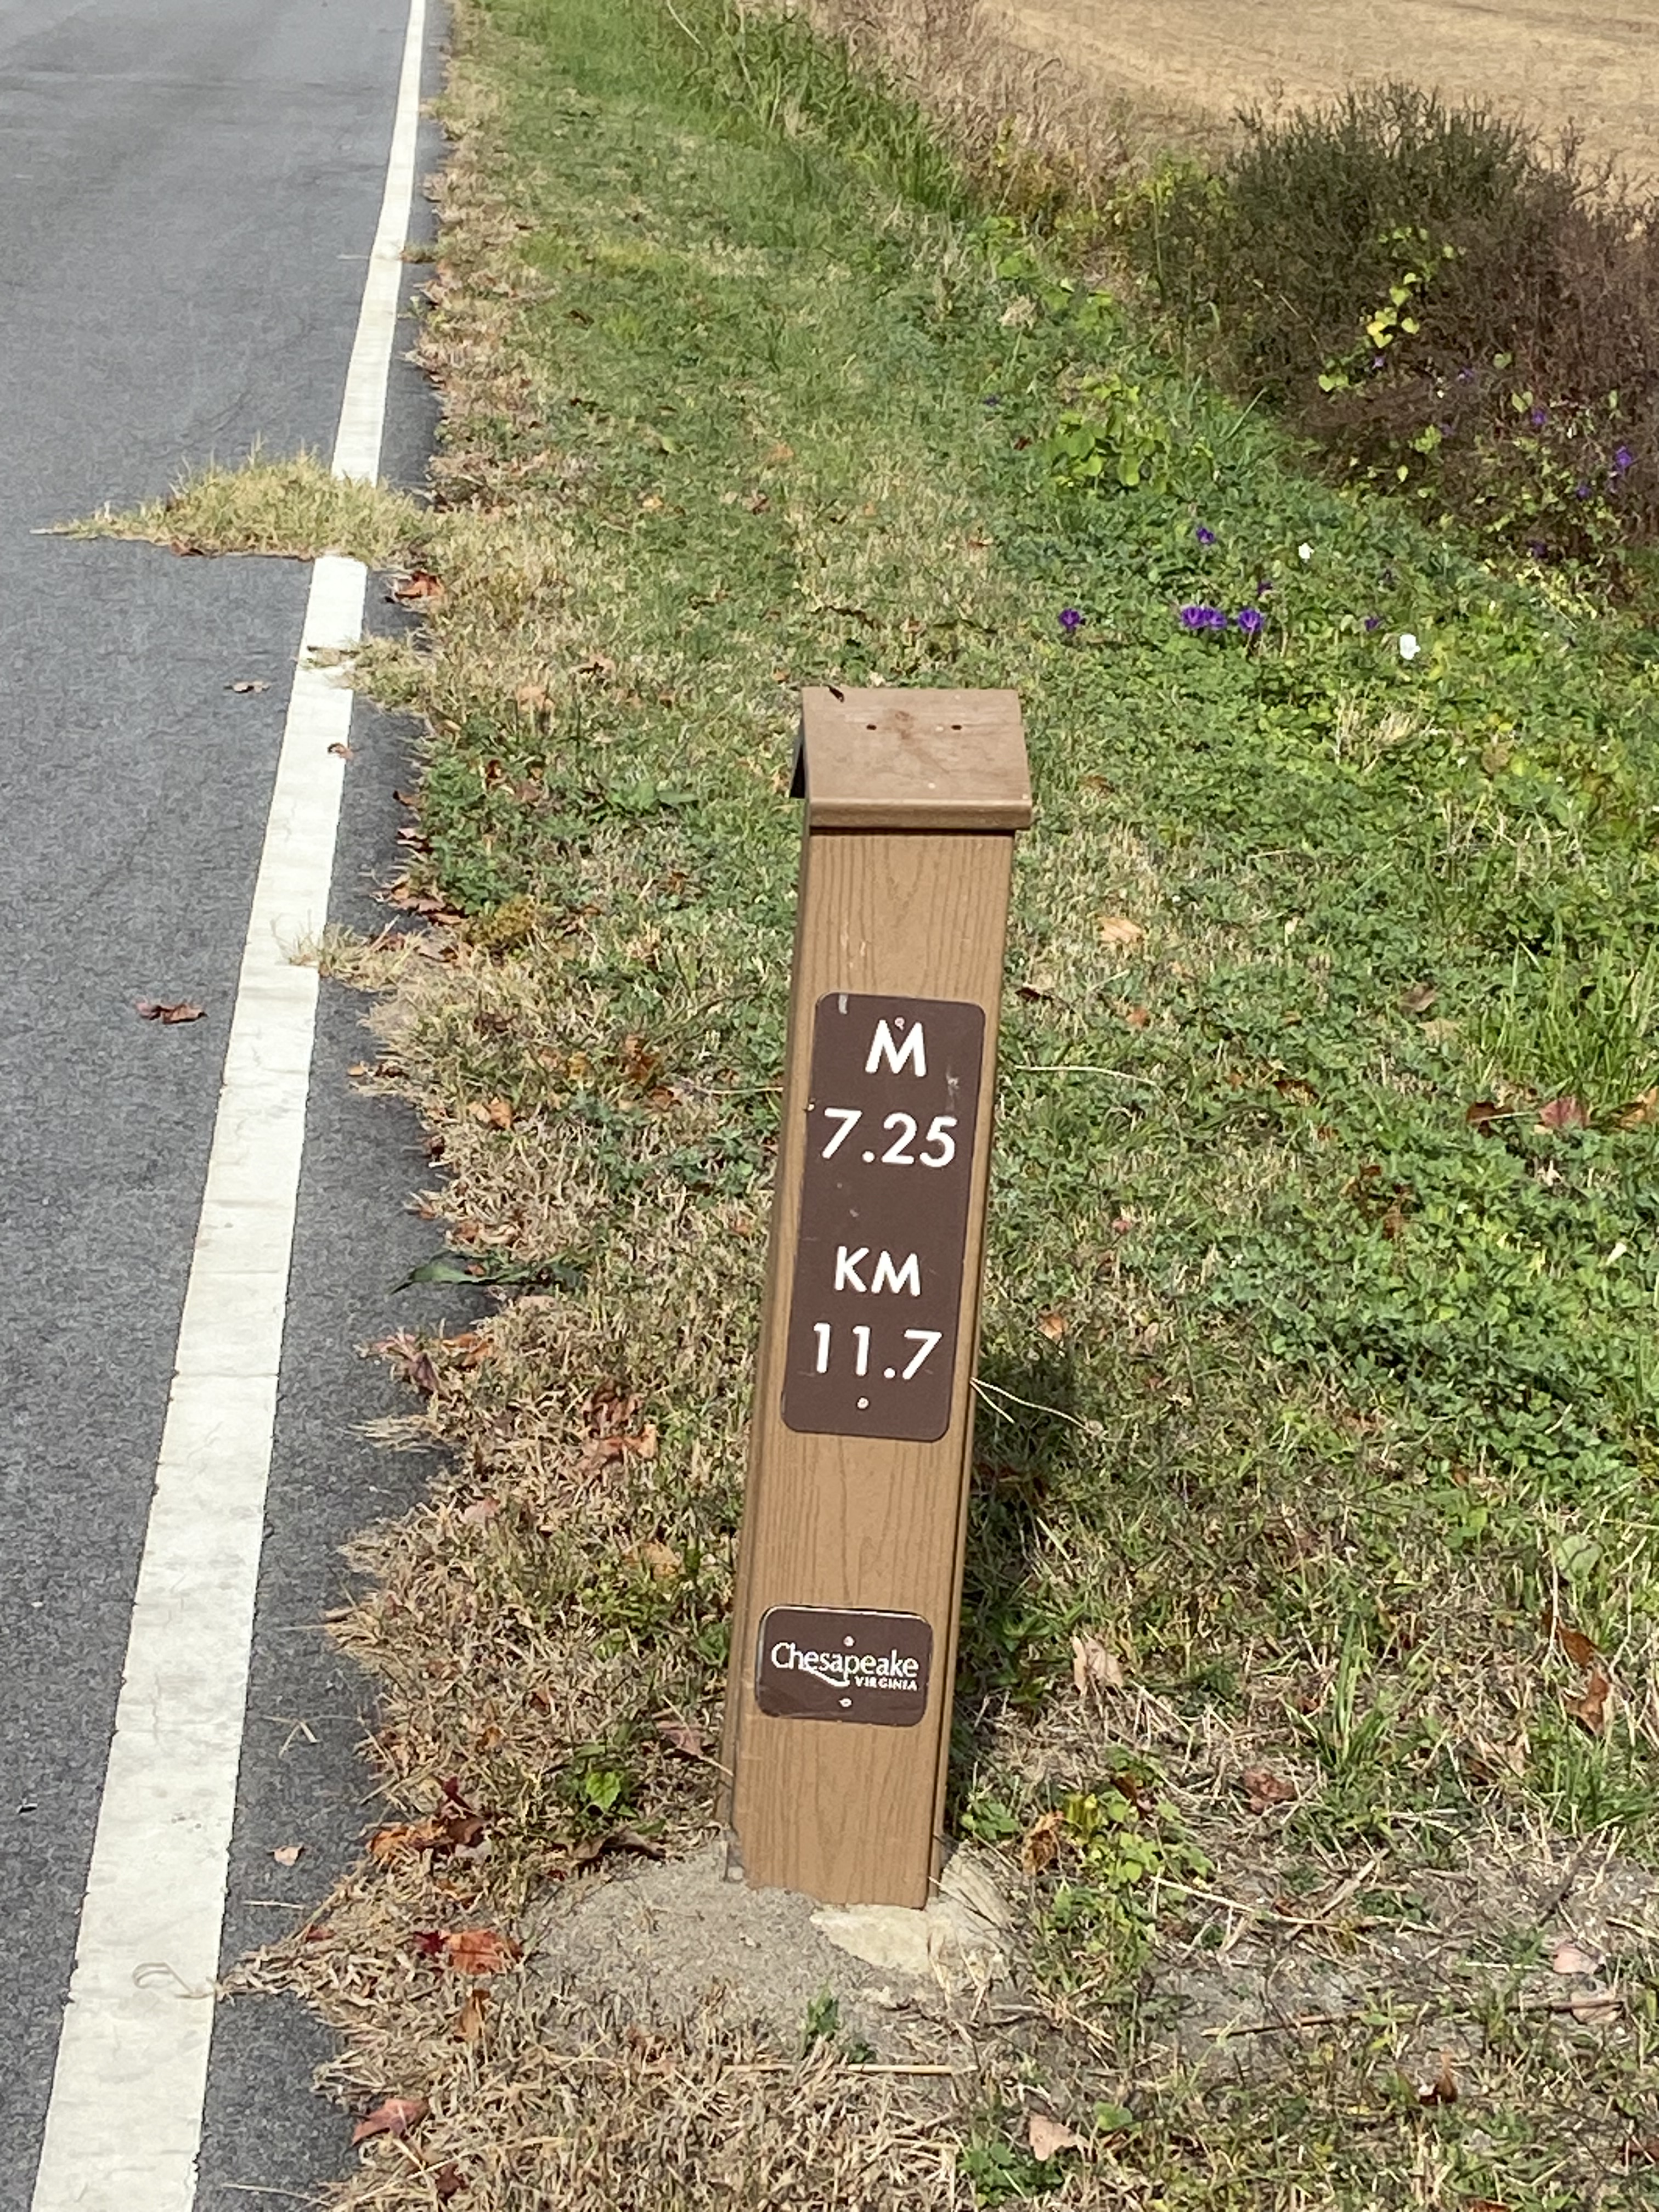 M
7.25
KM
11.7
Chesapeake
VIRGINIA